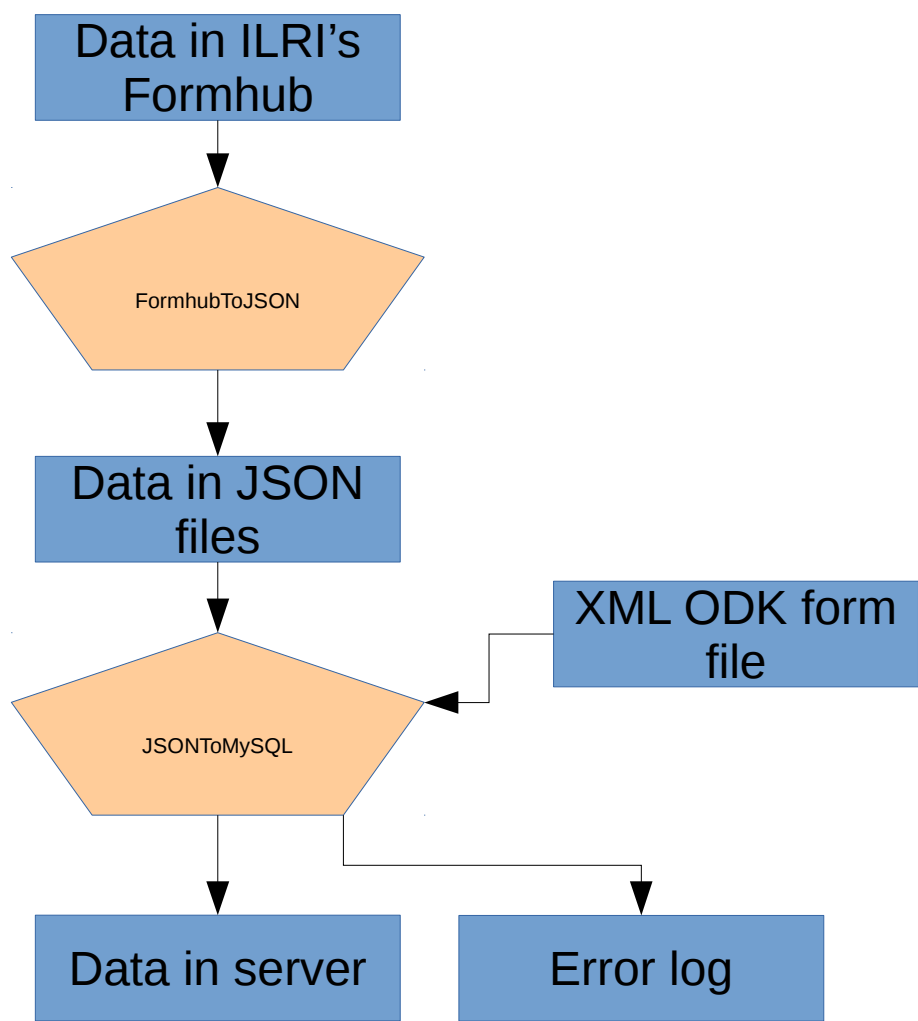 Data in ILRI’s
Formhub
FormhubToJSON
Data in JSON
files
XML ODK form
file
JSONToMySQL
Data in server
Error log